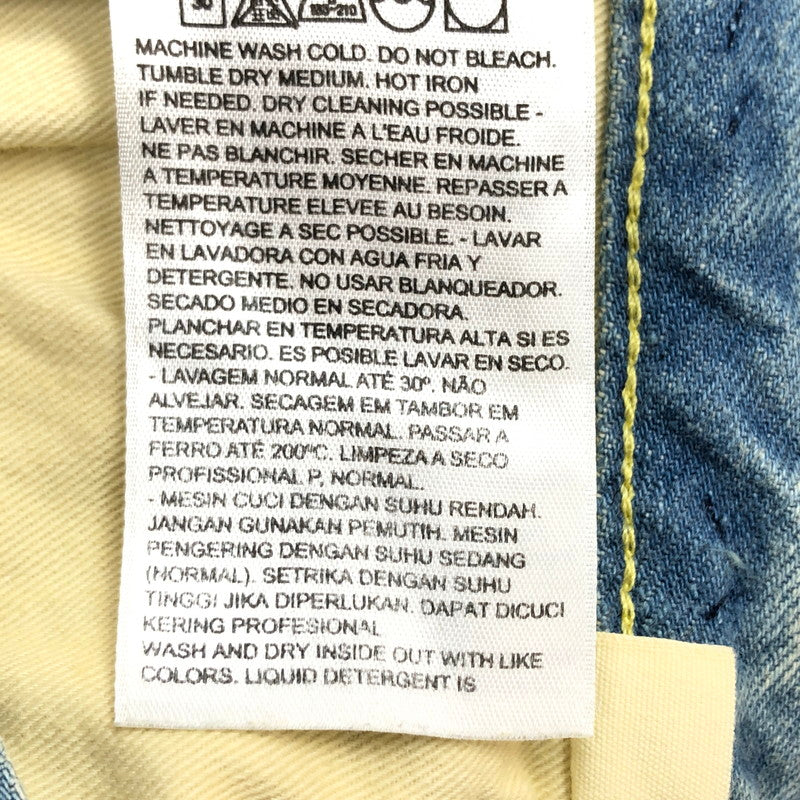 30 185-210
MACHINE WASH COLD. DO NOT BLEACH.
TUMBLE DRY MEDIUM. HOT IRON
IF NEEDED. DRY CLEANING POSSIBLE -
LAVER EN MACHINE A L'EAU FROIDE.
NE PAS BLANCHIR. SECHER EN MACHINE
A TEMPERATURE MOYENNE. REPASSER A
TEMPERATURE ELEVEE AU BESOIN.
NETTOYAGE A SEC POSSIBLE. - LAVAR
EN LAVADORA CON AGUA FRIA Y
DETERGENTE. NO USAR BLANQUEADOR.
SECADO MEDIO EN SECADORA.
PLANCHAR EN TEMPERATURA ALTA SI ES
NECESARIO. ES POSIBLE LAVAR EN SECO.
- LAVAGEM NORMAL ATÉ 30º. NÃO
ALVEJAR. SECAGEM EM TAMBOR EM
TEMPERATURA NORMAL. PASSAR A
FERRO ATÉ 200ºC. LIMPEZA A SECO
PROFISSIONAL P, NORMAL.
- MESIN CUCI DENGAN SUHU RENDAH.
JANGAN GUNAKAN PEMUTIH. MESIN
PENGERING DENGAN SUHU SEDANG
(NORMAL). SETRIKA DENGAN SUHU
TINGGI JIKA DIPERLUKAN. DAPAT DICUCI
KERING PROFESIONAL
WASH AND DRY INSIDE OUT WITH LIKE
COLORS. LIQUID DETERGENT IS